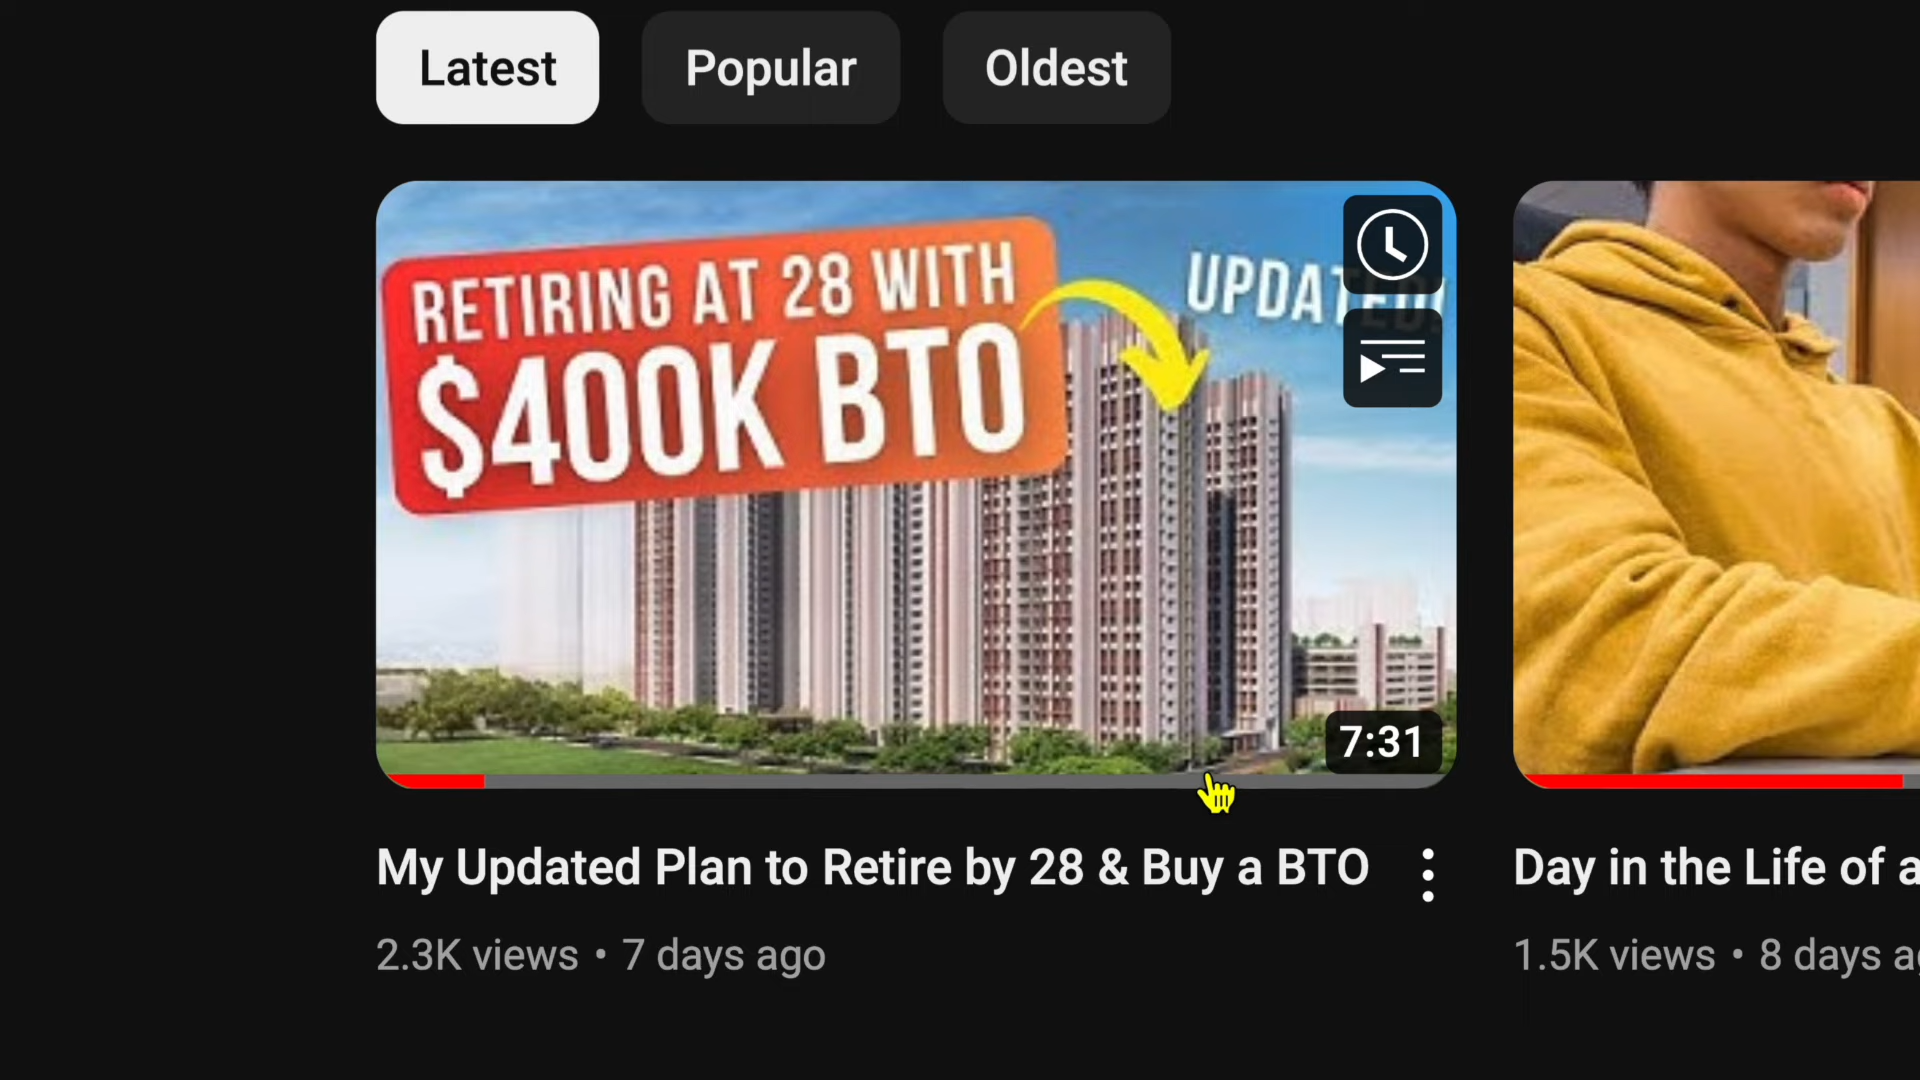 Latest
Popular
Oldest
RETIRING AT 28 WITH
$400K BTO
UPDATED!
7:31
My Updated Plan to Retire by 28 & Buy a BTO
2.3K views • 7 days ago
Day in the Life of a
1.5K views • 8 days a